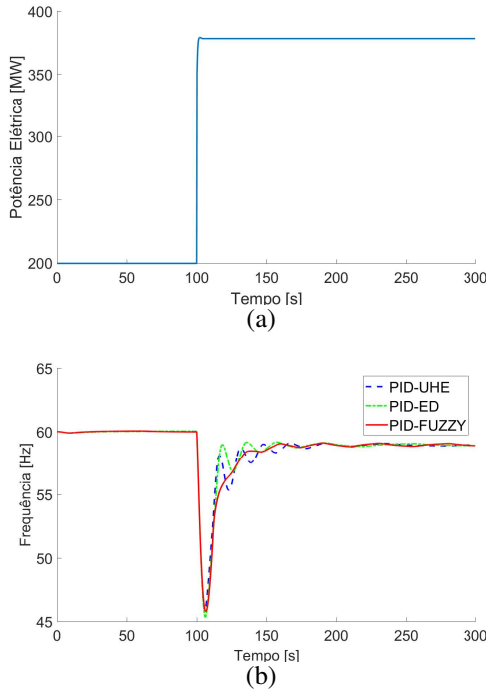 400
350
300
250
200
Potência Elétrica [MW]
0 50 100 150 200 250 300
Tempo [s]
(a)
65
60
55
50
45
Frequência [Hz]
PID-UHE
PID-ED
PID-FUZZY
0 50 100 150 200 250 300
Tempo [s]
(b)